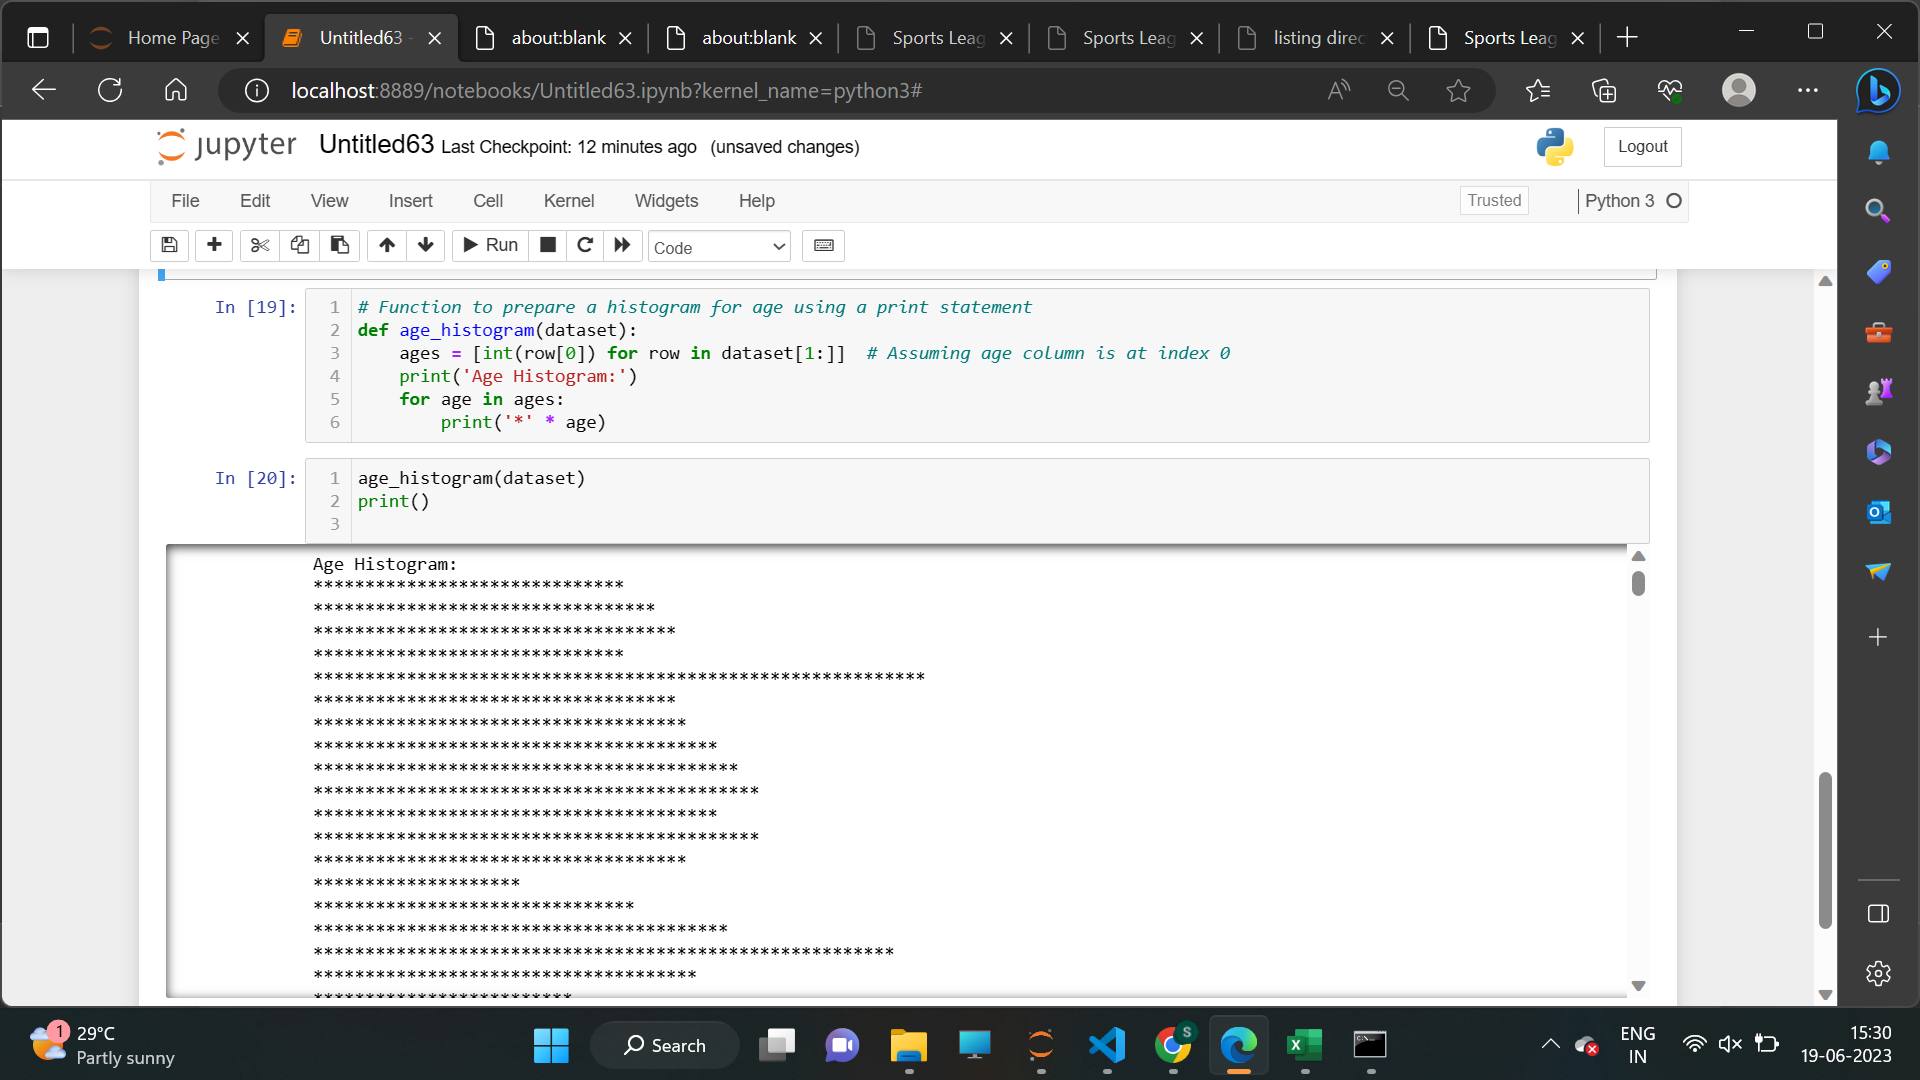 Home Page
Untitled63 -
about:blank
about:blank
Sports Leag
Sports Leag
listing direc
Sports Leag
localhost:8889/notebooks/Untitled63.ipynb?kernel_name=python3#
jupyter Untitled63 Last Checkpoint: 12 minutes ago (unsaved changes)
Logout
File Edit View Insert Cell Kernel Widgets Help
Trusted
Python 3
Run
Code
In [19]:
1 # Function to prepare a histogram for age using a print statement
2 def age_histogram(dataset):
3     ages = [int(row[0]) for row in dataset[1:]]  # Assuming age column is at index 0
4     print('Age Histogram:')
5     for age in ages:
6         print('*' * age)
In [20]:
1 age_histogram(dataset)
2 print()
3
Age Histogram:
******************************
*********************************
***********************************
******************************
***********************************************************
***********************************
************************************
***************************************
*****************************************
*******************************************
***************************************
*******************************************
************************************
********************
*******************************
****************************************
********************************************************
*************************************
*************************
1
29°C
Partly sunny
Search
S
ENG
IN
15:30
19-06-2023